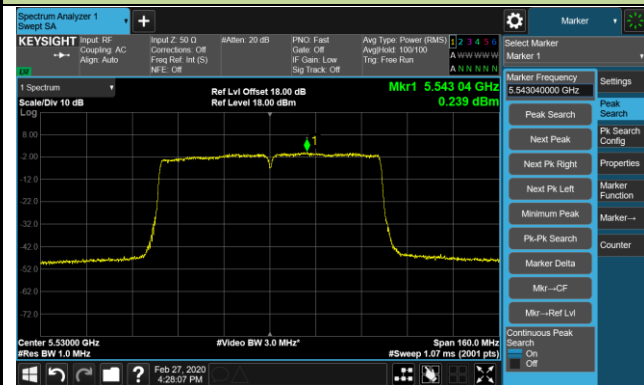 Spectrum Analyzer 1
Swept SA
Marker
KEYSIGHT
Input: RF
Coupling: AC
Align: Auto
Input Z: 50 Ω
Corrections: Off
Freq Ref: Int (S)
NFE: Off
#Atten: 20 dB
PNO: Fast
Gate: Off
IF Gain: Low
Sig Track: Off
Avg Type: Power (RMS)
Avg|Hold: 100/100
Trig: Free Run
1 2 3 4 5 6
A W W W W W
A N N N N N
Select Marker
Marker 1
1 Spectrum
Scale/Div 10 dB
Log
Ref Lvl Offset 18.00 dB
Ref Level 18.00 dBm
Mkr1 5.543 04 GHz
0.239 dBm
8.00
-2.00
-12.0
-22.0
-32.0
-42.0
-52.0
-62.0
-72.0
1
Center 5.53000 GHz
#Res BW 1.0 MHz
#Video BW 3.0 MHz*
Span 160.0 MHz
#Sweep 1.07 ms (2001 pts)
Marker Frequency
5.543040000 GHz
Peak Search
Next Peak
Next Pk Right
Next Pk Left
Minimum Peak
Pk-Pk Search
Marker Delta
Mkr→CF
Mkr→Ref Lvl
Continuous Peak
Search
On
Off
Settings
Peak
Search
Pk Search
Config
Properties
Marker
Function
Marker→
Counter
?
Feb 27, 2020
4:28:07 PM